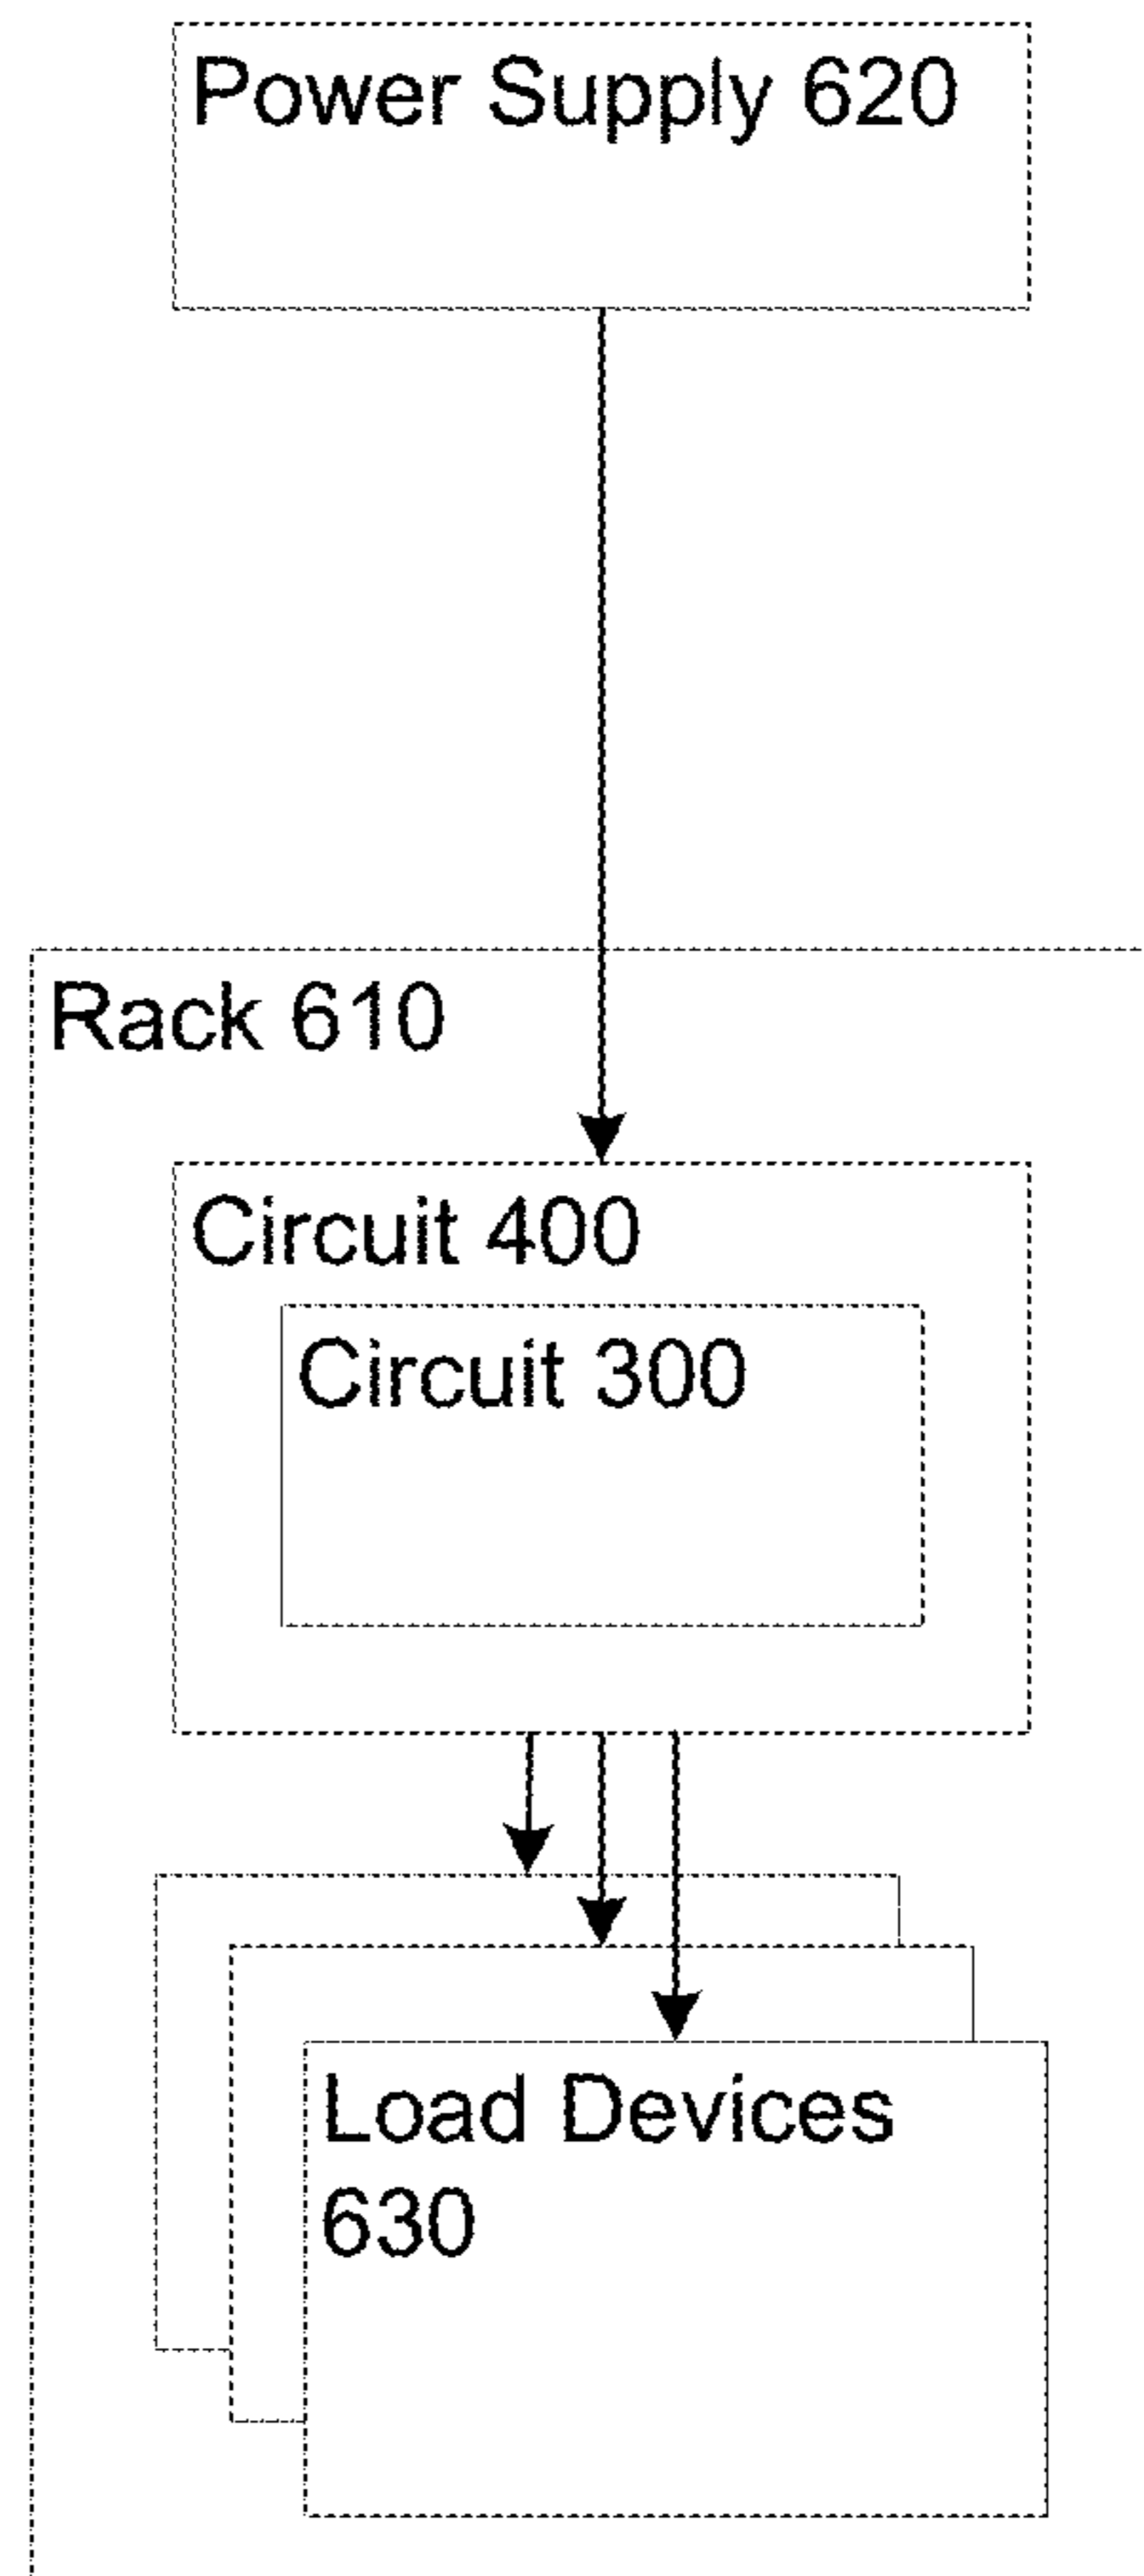 Power Supply 620
Rack 610
Circuit 400
Circuit 300
Load Devices
630